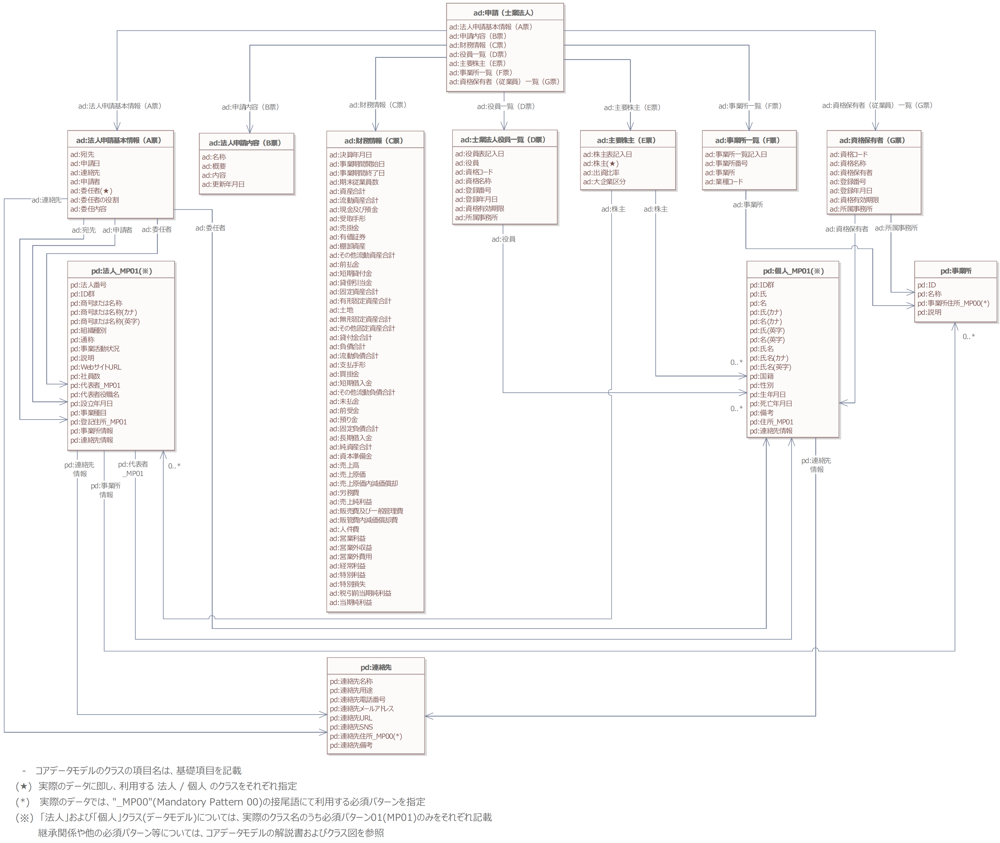 ad:申請（士業法人）
ad:法人申請基本情報（A票）
ad:申請内容（B票）
ad:財務情報（C票）
ad:役員一覧（D票）
ad:主要株主（E票）
ad:事業所一覧（F票）
ad:資格保有者（従業員）一覧（G票）
ad:法人申請基本情報（A票）
ad:申請内容（B票）
ad:財務情報（C票）
ad:役員一覧（D票）
ad:主要株主（E票）
ad:事業所一覧（F票）
ad:資格保有者（従業員）一覧（G票）
ad:法人申請基本情報（A票）
ad:宛先
ad:申請日
ad:連絡先
ad:申請者
ad:委任者(★)
ad:委任者の役割
ad:委任内容
ad:法人申請内容（B票）
ad:名称
ad:概要
ad:内容
ad:更新年月日
ad:財務情報（C票）
ad:決算年月日
ad:事業期間開始日
ad:事業期間終了日
ad:期末従業員数
ad:資産合計
ad:流動資産合計
ad:現金及び預金
ad:受取手形
ad:売掛金
ad:有価証券
ad:棚卸資産
ad:その他流動資産合計
ad:前払金
ad:短期貸付金
ad:貸倒引当金
ad:固定資産合計
ad:有形固定資産合計
ad:土地
ad:無形固定資産合計
ad:その他固定資産合計
ad:貸付金合計
ad:負債合計
ad:流動負債合計
ad:支払手形
ad:買掛金
ad:短期借入金
ad:その他流動負債合計
ad:未払金
ad:前受金
ad:預り金
ad:固定負債合計
ad:長期借入金
ad:純資産合計
ad:資本準備金
ad:売上高
ad:売上原価
ad:売上原価内減価償却
ad:労務費
ad:売上純利益
ad:販売費及び一般管理費
ad:販管費内減価償却費
ad:人件費
ad:営業利益
ad:営業外収益
ad:営業外費用
ad:経常利益
ad:特別利益
ad:特別損失
ad:税引前当期純利益
ad:当期純利益
ad:士業法人役員一覧（D票）
ad:役員表記入日
ad:役員
ad:資格コード
ad:資格名称
ad:登録番号
ad:登録年月日
ad:資格有効期限
ad:所属事務所
ad:主要株主（E票）
ad:株主表記入日
ad:株主(★)
ad:出資比率
ad:大企業区分
ad:事業所一覧（F票）
ad:事業所一覧記入日
ad:事業所番号
ad:事業所
ad:業種コード
ad:資格保有者（G票）
ad:資格コード
ad:資格名称
ad:資格保有者
ad:登録番号
ad:登録年月日
ad:資格有効期限
ad:所属事務所
ad:連絡先
ad:宛先
ad:申請者
ad:委任者
ad:委任者
ad:役員
ad:株主
ad:株主
ad:事業所
ad:資格保有者
ad:所属事務所
pd:法人_MP01(※)
pd:法人番号
pd:ID群
pd:商号または名称
pd:商号または名称(カナ)
pd:商号または名称(英字)
pd:組織種別
pd:通称
pd:事業活動状況
pd:説明
pd:WebサイトURL
pd:社員数
pd:代表者_MP01
pd:代表者役職名
pd:設立年月日
pd:事業種目
pd:登記住所_MP01
pd:事業所情報
pd:連絡先情報
pd:個人_MP01(※)
pd:ID群
pd:氏
pd:名
pd:氏(カナ)
pd:名(カナ)
pd:氏(英字)
pd:名(英字)
pd:氏名
pd:氏名(カナ)
pd:氏名(英字)
pd:国籍
pd:性別
pd:生年月日
pd:死亡年月日
pd:備考
pd:住所_MP01
pd:連絡先情報
0..*
0..*
pd:事業所
pd:ID
pd:名称
pd:事業所住所_MP00(*)
pd:説明
0..*
pd:連絡先
情報
pd:事業所
情報
pd:代表者
_MP01
0..*
pd:連絡先
情報
pd:連絡先
pd:連絡先名称
pd:連絡先用途
pd:連絡先電話番号
pd:連絡先メールアドレス
pd:連絡先URL
pd:連絡先SNS
pd:連絡先住所_MP00(*)
pd:連絡先備考
- コアデータモデルのクラスの項目名は、基礎項目を記載
(★) 実際のデータに即し、利用する 法人 / 個人 のクラスをそれぞれ指定
(*) 実際のデータでは、"_MP00"(Mandatory Pattern 00)の接尾語にて利用する必須パターンを指定
(※) 「法人」および「個人」クラス(データモデル)については、実際のクラス名のうち必須パターン01(MP01)のみをそれぞれ記載
継承関係や他の必須パターン等については、コアデータモデルの解説書およびクラス図を参照